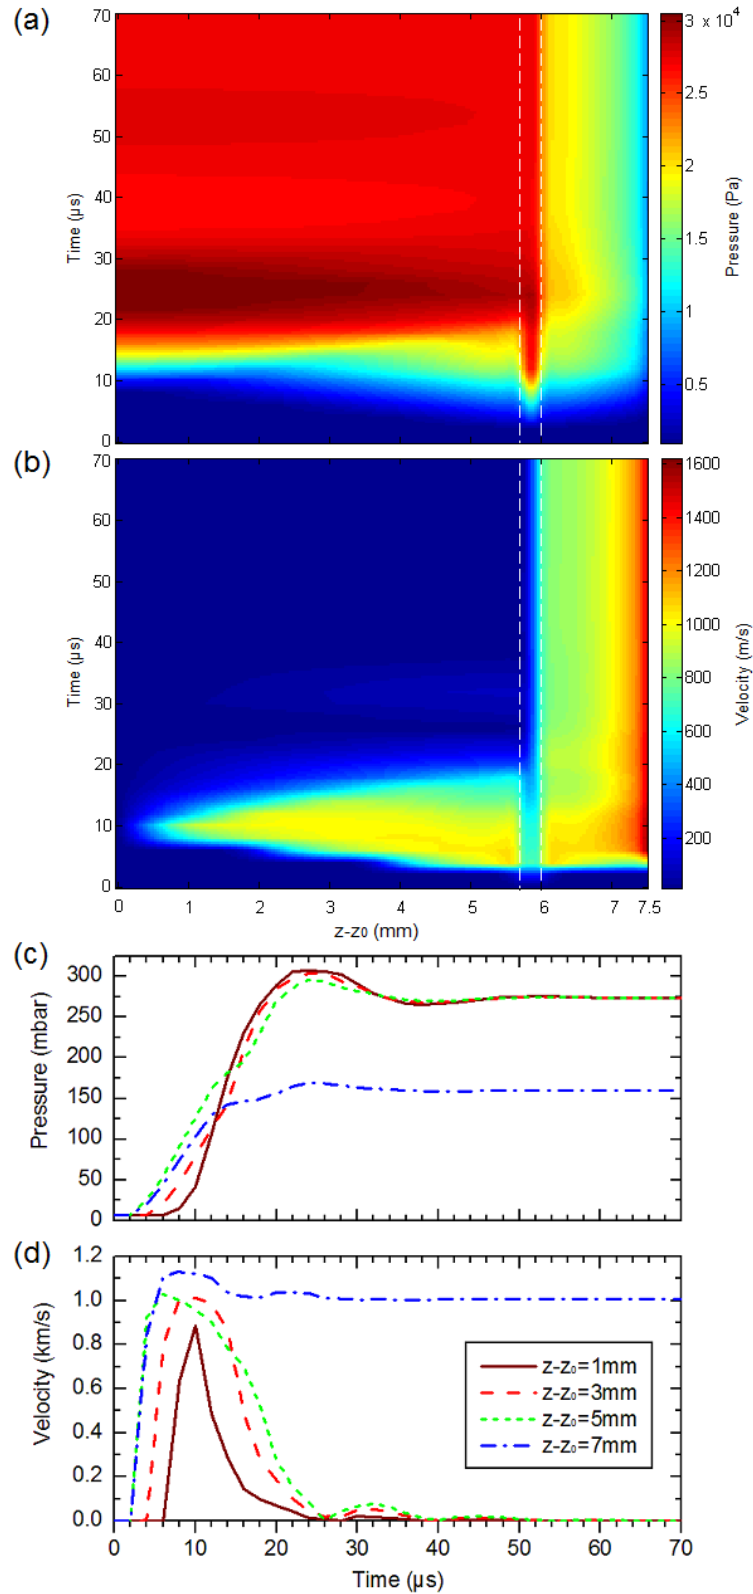 (a)
70
60
50
40
30
20
10
0
Time (μs)
3 x 10⁴
2.5
2
1.5
1
0.5
Pressure (Pa)
(b)
70
60
50
40
30
20
10
0
Time (μs)
0 1 2 3 4 5 6 7 7.5
z-z₀ (mm)
1600
1400
1200
1000
800
600
400
200
Velocity (m/s)
(c)
300
250
200
150
100
50
0
Pressure (mbar)
(d)
1.2
1.0
0.8
0.6
0.4
0.2
0.0
Velocity (km/s)
z-z₀=1mm
z-z₀=3mm
z-z₀=5mm
z-z₀=7mm
0 10 20 30 40 50 60 70
Time (μs)